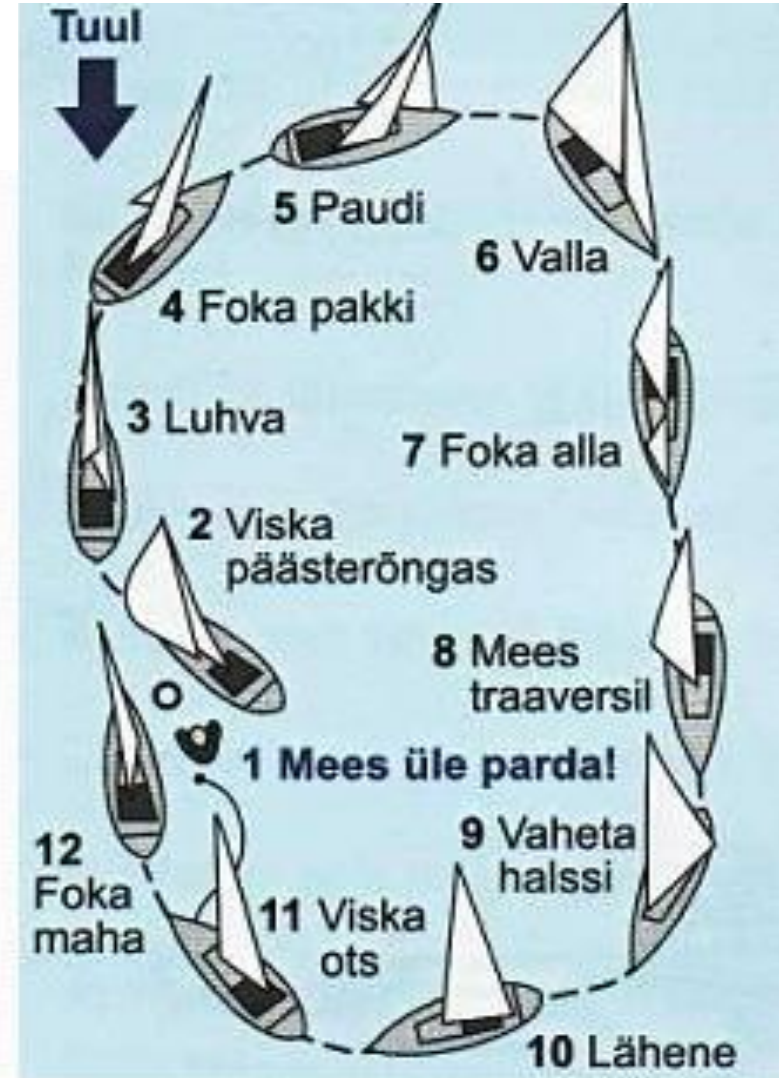 Tuul
5 Paudi
6 Valla
4 Foka pakki
3 Luhva
7 Foka alla
2 Viska
päästerõngas
8 Mees
traaversil
1 Mees üle parda!
9 Vaheta
halssi
12
Foka
maha
11 Viska
ots
10 Lähene